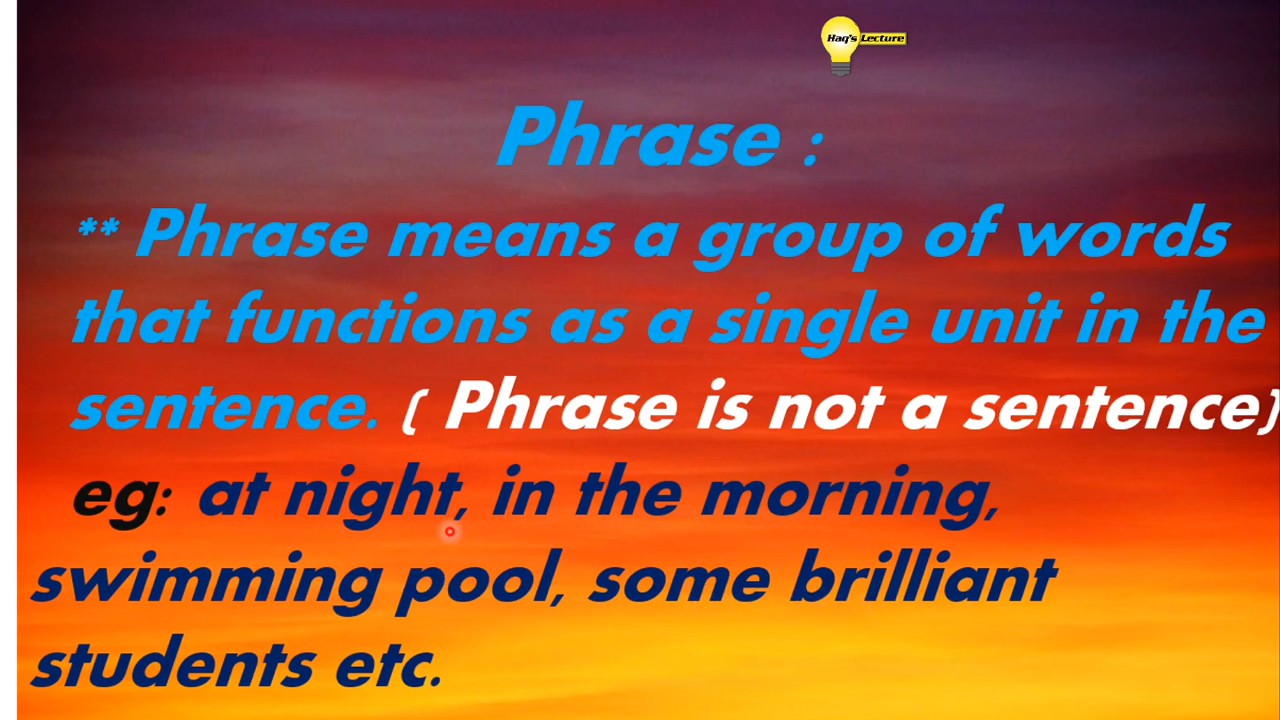 Haq's Lecture
Phrase :
** Phrase means a group of words
that functions as a single unit in the
sentence. ( Phrase is not a sentence)
eg: at night, in the morning,
swimming pool, some brilliant
students etc.